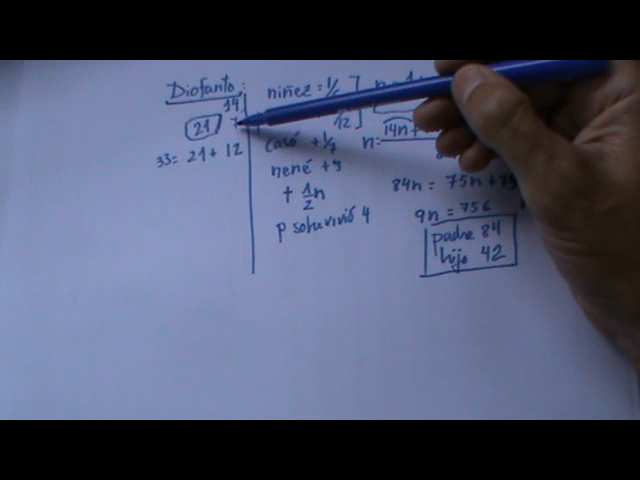 Diofanto:
14
21 7
33= 21 + 12
niñez = 1/6
/12
casó + 1/7
nené + 5
+ 1/2 n
p sobrevivió 4
n =
14n +
84n = 75n + 75
9n = 756
padre 84
hijo 42